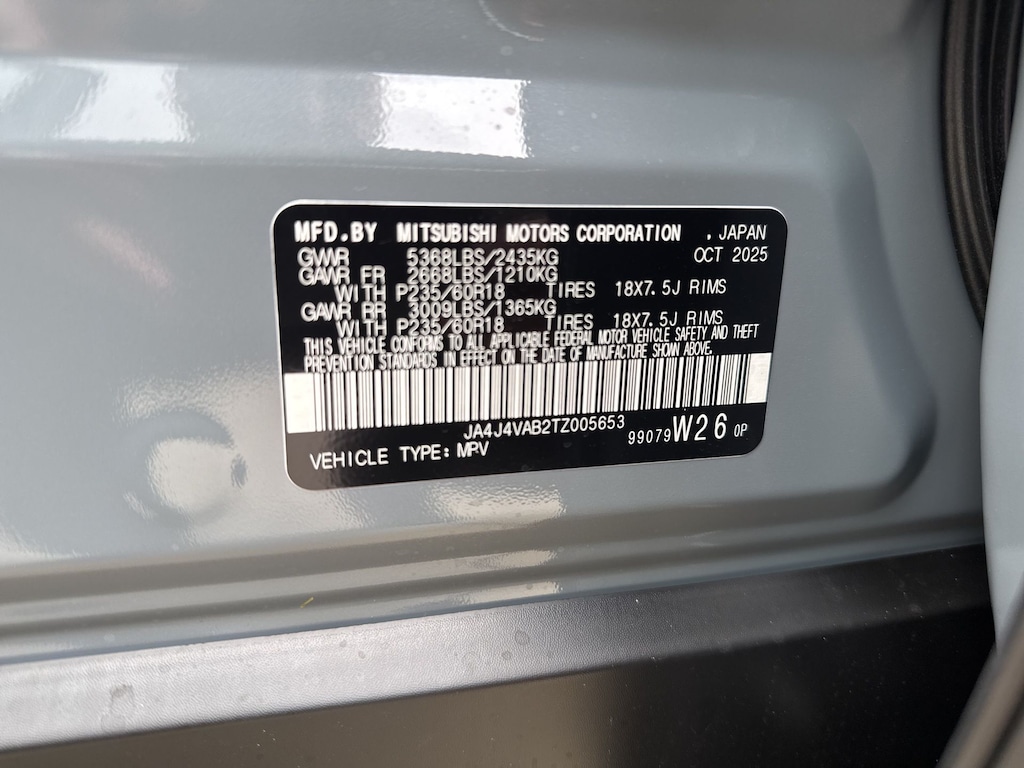 MFD.BY MITSUBISHI MOTORS CORPORATION , JAPAN
GVWR 5368LBS/2435KG OCT 2025
GAWR FR 2668LBS/1210KG
WITH P235/60R18 TIRES 18X7.5J RIMS
GAWR RR 3009LBS/1365KG
WITH P235/60R18 TIRES 18X7.5J RIMS
THIS VEHICLE CONFORMS TO ALL APPLICABLE FEDERAL MOTOR VEHICLE SAFETY AND THEFT
PREVENTION STANDARDS IN EFFECT ON THE DATE OF MANUFACTURE SHOWN ABOVE.
JA4J4VAB2TZ005653
99079 W26 0P
VEHICLE TYPE: MPV